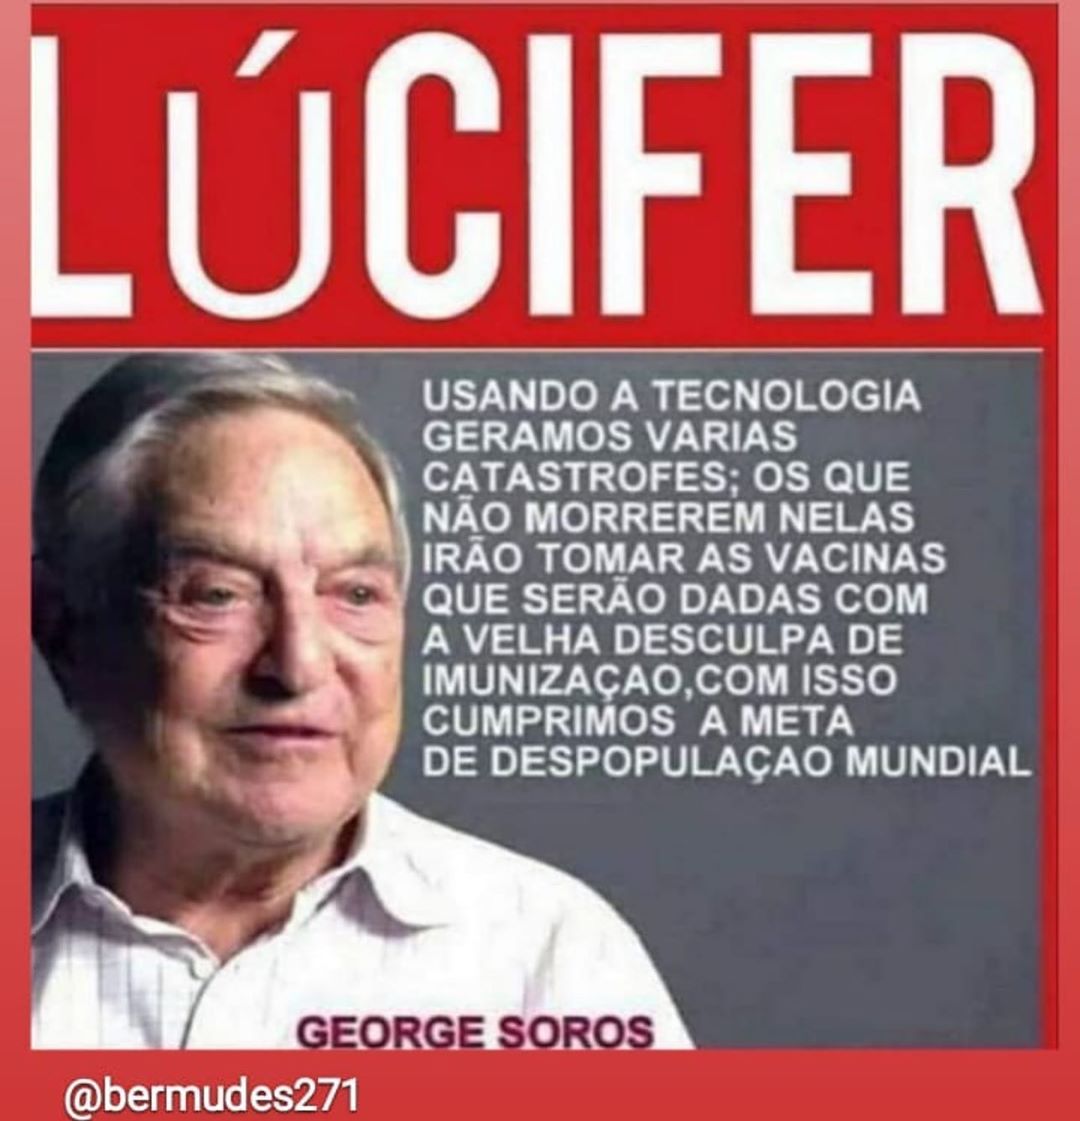 LÚCIFER
USANDO A TECNOLOGIA
GERAMOS VARIAS
CATASTROFES; OS QUE
NÃO MORREREM NELAS
IRÃO TOMAR AS VACINAS
QUE SERÃO DADAS COM
A VELHA DESCULPA DE
IMUNIZAÇAO,COM ISSO
CUMPRIMOS A META
DE DESPOPULAÇAO MUNDIAL
GEORGE SOROS
@bermudes271